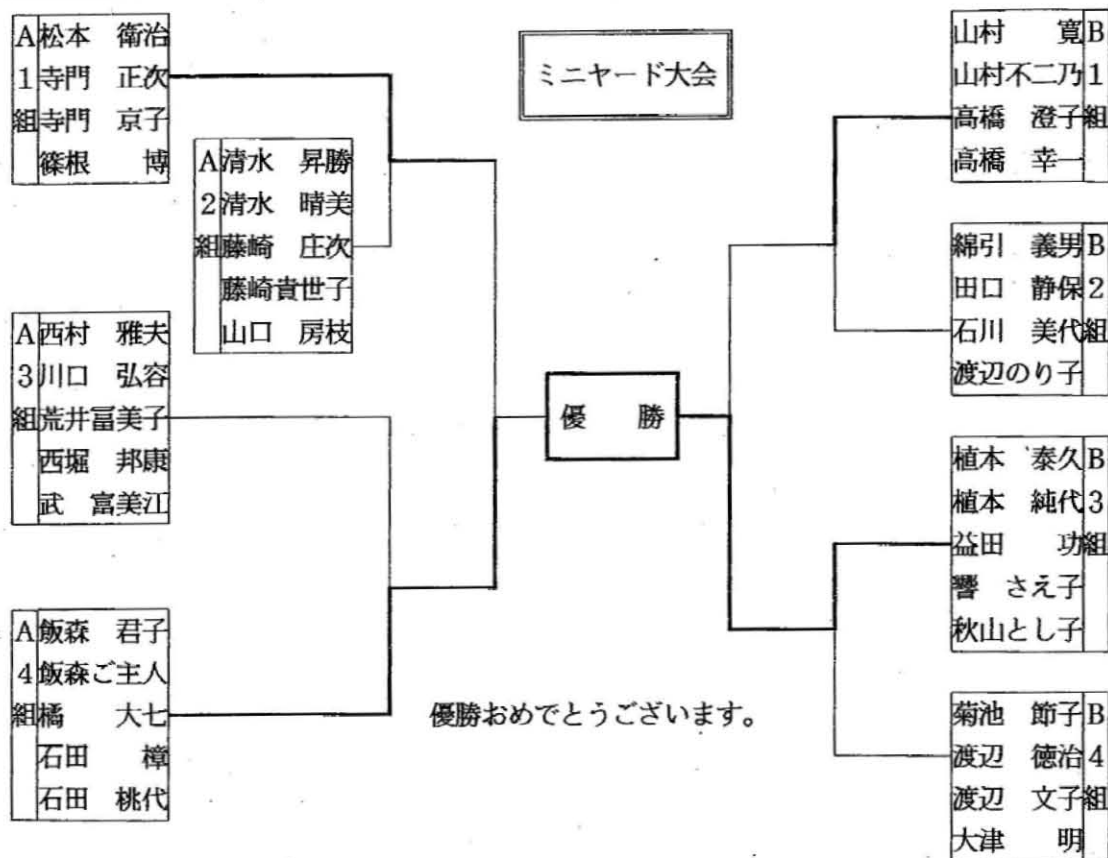 ミニヤード大会
A1組
松本 衛治
寺門 正次
寺門 京子
篠根 博
A2組
清水 昇勝
清水 晴美
藤崎 庄次
藤崎貴世子
山口 房枝
A3組
西村 雅夫
川口 弘容
荒井冨美子
西堀 邦康
武 富美江
A4組
飯森 君子
飯森ご主人
橘 大七
石田 樟
石田 桃代
優 勝
優勝おめでとうございます。
山村 寛
山村不二乃
高橋 澄子
高橋 幸一
B1組
綿引 義男
田口 静保
石川 美代
渡辺のり子
B2組
植本 泰久
植本 純代
益田 功
響 さえ子
秋山とし子
B3組
菊池 節子
渡辺 徳治
渡辺 文子
大津 明
B4組